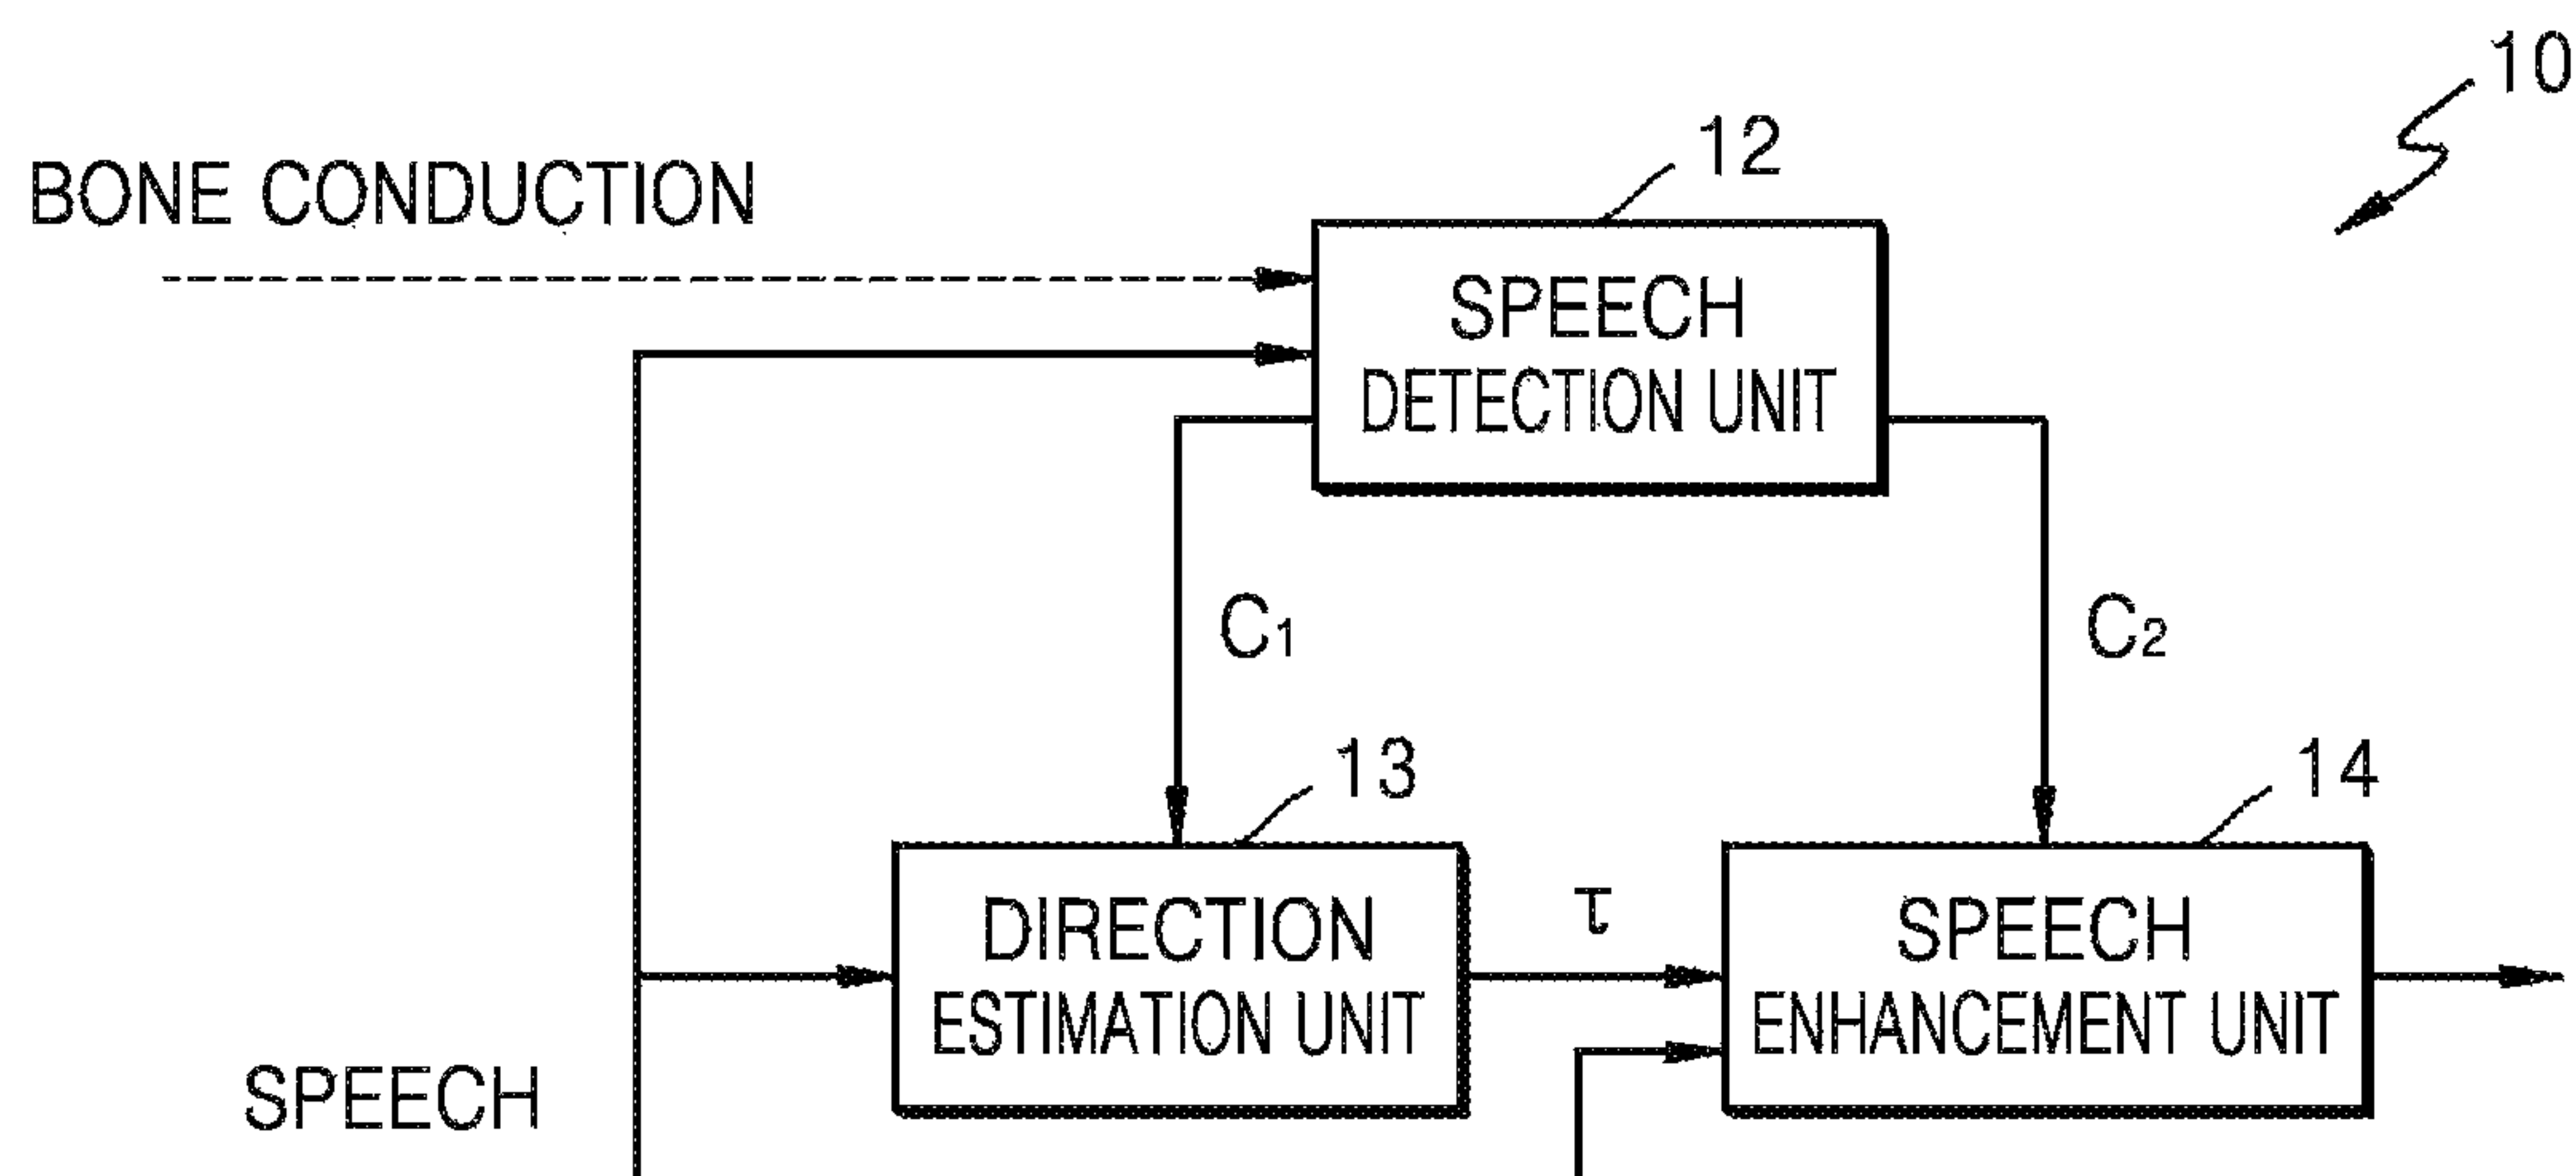 10
12
BONE CONDUCTION
SPEECH
DETECTION UNIT
C1
C2
13
14
DIRECTION
ESTIMATION UNIT
τ
SPEECH
ENHANCEMENT UNIT
SPEECH